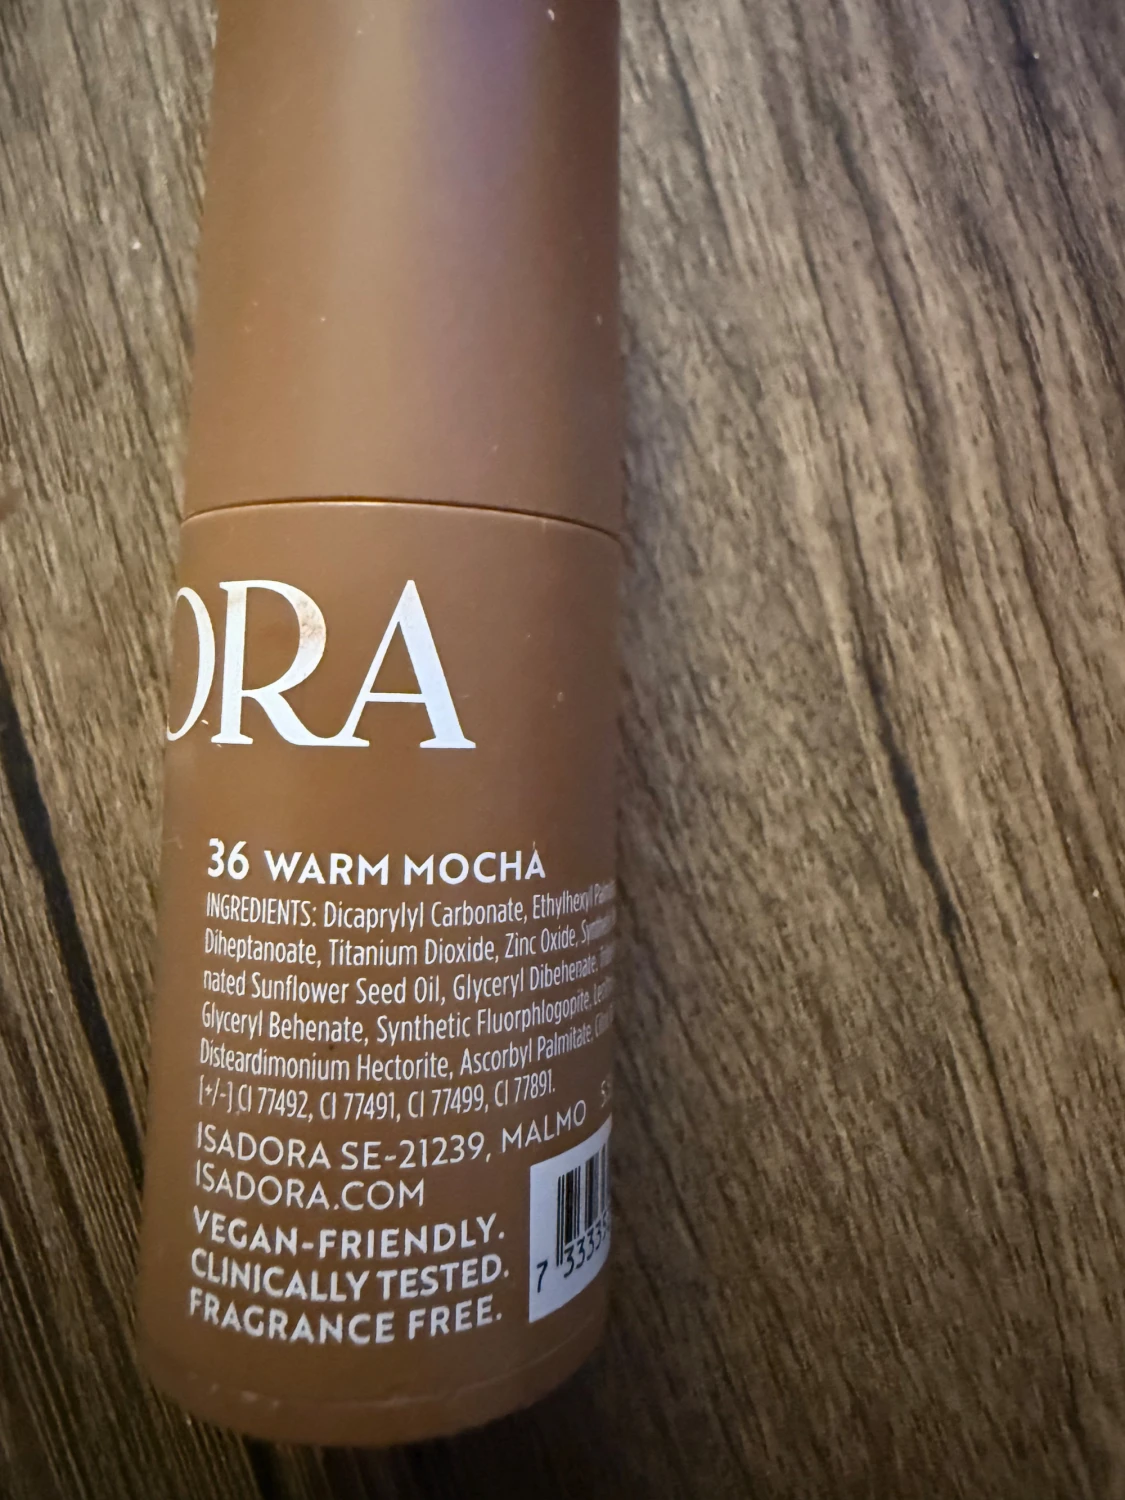 ORA
36 WARM MOCHA
INGREDIENTS: Dicaprylyl Carbonate, Ethylhexyl
Diheptanoate, Titanium Dioxide, Zinc Oxide,
nated Sunflower Seed Oil, Glyceryl Dibehenate,
Glyceryl Behenate, Synthetic Fluorphlogopite,
Disteardimonium Hectorite, Ascorbyl Palmitate,
[+/-] CI 77492, CI 77491, CI 77499, CI 77891.
ISADORA SE-21239, MALMO
ISADORA.COM
VEGAN-FRIENDLY.
CLINICALLY TESTED.
FRAGRANCE FREE.
7 33333